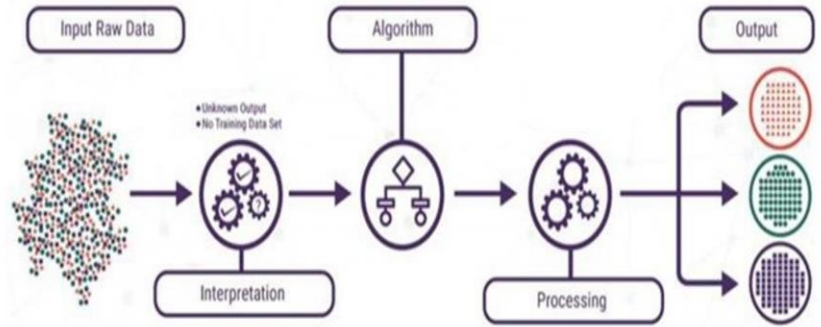 Input Raw Data
Algorithm
Output
• Unknown Output
• No Training Data Set
?
Interpretation
Processing